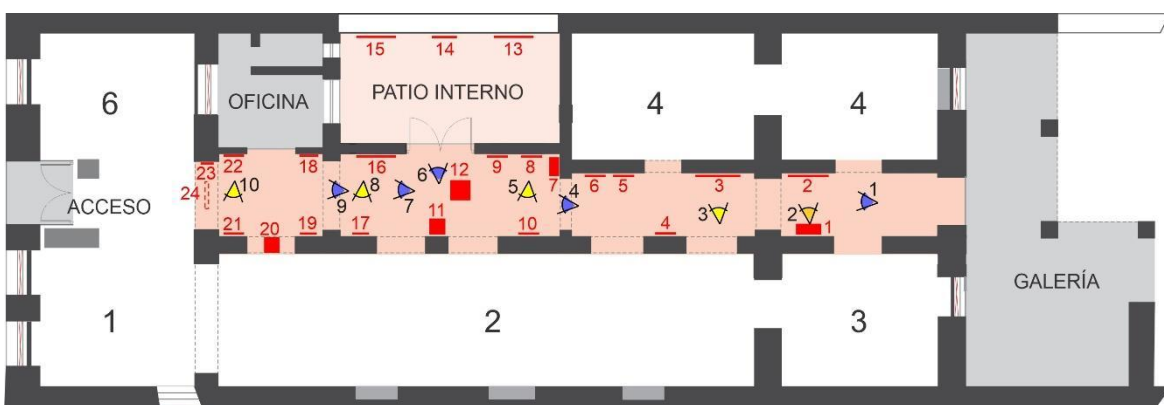 15 14 13
6 OFICINA PATIO INTERNO 4 4
23 22 18 16 6 12 9 8 7 6 5 3 2
24 10 9 8 7 5 4 3 2 1
ACCESO 11 1
21 20 19 17 10 4
1 2 3 GALERÍA